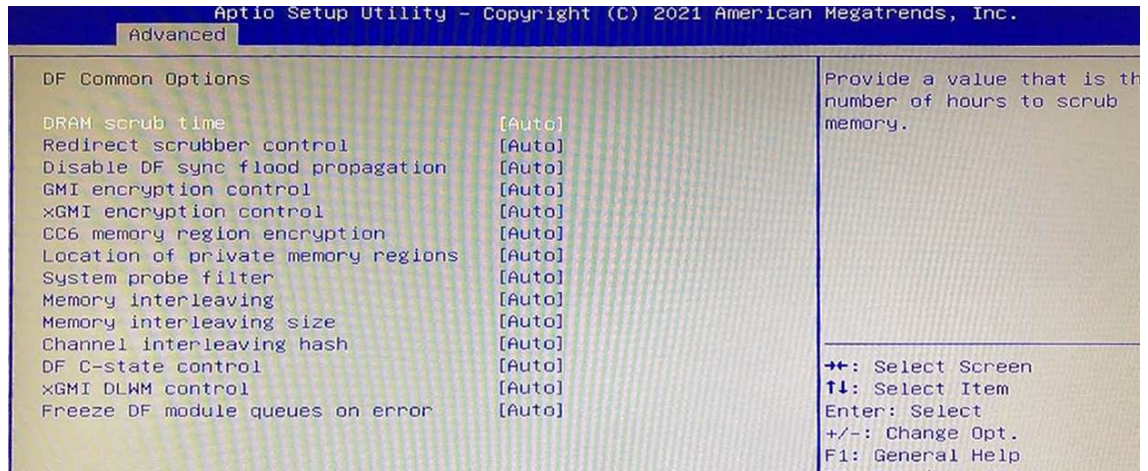 Aptio Setup Utility – Copyright (C) 2021 American Megatrends, Inc.
Advanced
DF Common Options
DRAM scrub time [Auto]
Redirect scrubber control [Auto]
Disable DF sync flood propagation [Auto]
GMI encryption control [Auto]
xGMI encryption control [Auto]
CC6 memory region encryption [Auto]
Location of private memory regions [Auto]
System probe filter [Auto]
Memory interleaving [Auto]
Memory interleaving size [Auto]
Channel interleaving hash [Auto]
DF C-state control [Auto]
xGMI DLWM control [Auto]
Freeze DF module queues on error [Auto]
Provide a value that is th
number of hours to scrub
memory.
→←: Select Screen
↑↓: Select Item
Enter: Select
+/-: Change Opt.
F1: General Help